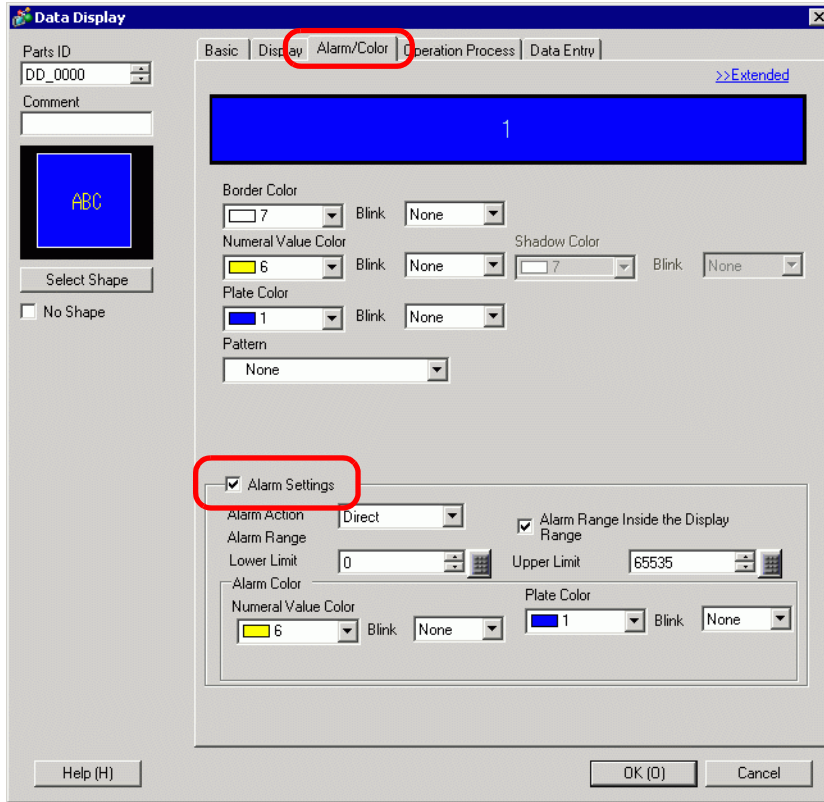 Data Display
Parts ID
DD_0000
Comment
ABC
Select Shape
No Shape
Basic Display Alarm/Color Operation Process Data Entry
>>Extended
1
Border Color
7 Blink None
Numeral Value Color Shadow Color
6 Blink None 7 Blink None
Plate Color
1 Blink None
Pattern
None
Alarm Settings
Alarm Action Direct Alarm Range Inside the Display
Range
Alarm Range
Lower Limit 0 Upper Limit 65535
Alarm Color
Numeral Value Color Plate Color
6 Blink None 1 Blink None
Help (H) OK (O) Cancel